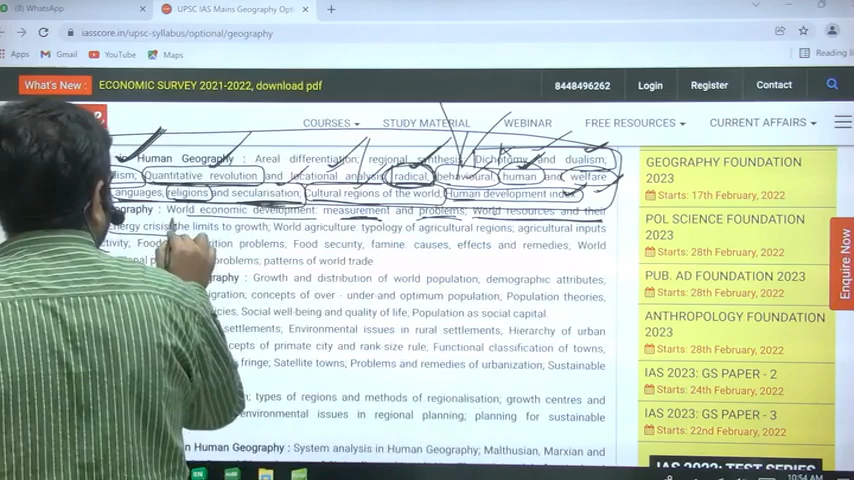 (8) WhatsApp
UPSC IAS Mains Geography Opti
iasscore.in/upsc-syllabus/optional/geography
Apps
Gmail
YouTube
Maps
Reading li
What's New :
ECONOMIC SURVEY 2021-2022, download pdf
8448496262
Login
Register
Contact
COURSES
STUDY MATERIAL
WEBINAR
FREE RESOURCES
CURRENT AFFAIRS
Human Geography : Areal differentiation; regional synthesis; Dichotomy and dualism,
Quantitative revolution and locational analysis; radical, behavioural, human and welfare
languages, religions and secularisation; Cultural regions of the world, Human development index
World economic development: measurement and problems; World resources and their
energy crisis; the limits to growth; World agriculture: typology of agricultural regions; agricultural inputs
problems; Food security; famine: causes, effects and remedies; World
problems; patterns of world trade
Growth and distribution of world population; demographic attributes;
concepts of over - under-and optimum population; Population theories,
Social well-being and quality of life; Population as social capital.
settlements; Environmental issues in rural settlements; Hierarchy of urban
concepts of primate city and rank size rule; Functional classification of towns;
fringe; Satellite towns; Problems and remedies of urbanization; Sustainable
types of regions and methods of regionalisation; growth centres and
environmental issues in regional planning; planning for sustainable
in Human Geography : System analysis in Human Geography; Malthusian, Marxian and
GEOGRAPHY FOUNDATION
2023
Starts: 17th February, 2022
POL SCIENCE FOUNDATION
2023
Starts: 28th February, 2022
PUB. AD FOUNDATION 2023
Starts: 28th February, 2022
ANTHROPOLOGY FOUNDATION
2023
Starts: 28th February, 2022
IAS 2023: GS PAPER - 2
Starts: 24th February, 2022
IAS 2023: GS PAPER - 3
Starts: 22nd February, 2022
IAS 2022: TEST SERIES
Enquire Now
10:54 AM